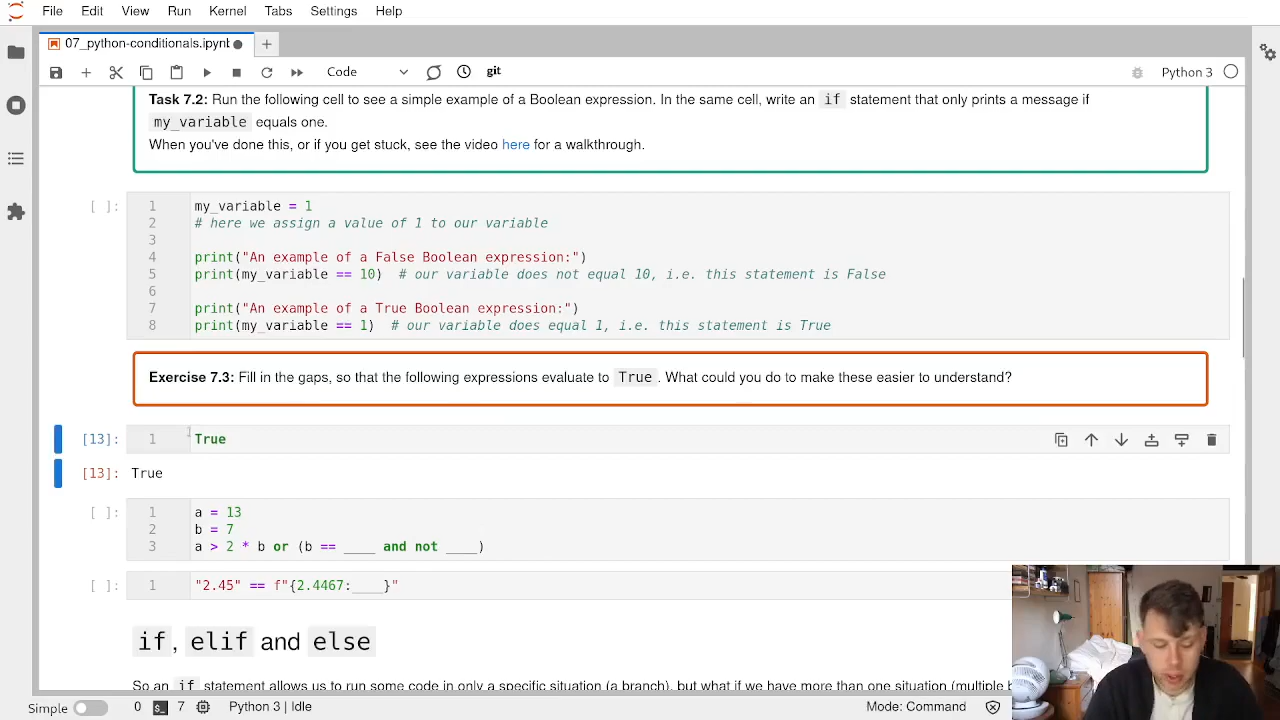 File Edit View Run Kernel Tabs Settings Help
07_python-conditionals.ipynb
Code git Python 3
Task 7.2: Run the following cell to see a simple example of a Boolean expression. In the same cell, write an if statement that only prints a message if
my_variable equals one.
When you've done this, or if you get stuck, see the video here for a walkthrough.
[ ]: 1 my_variable = 1
2 # here we assign a value of 1 to our variable
3
4 print("An example of a False Boolean expression:")
5 print(my_variable == 10) # our variable does not equal 10, i.e. this statement is False
6
7 print("An example of a True Boolean expression:")
8 print(my_variable == 1) # our variable does equal 1, i.e. this statement is True
Exercise 7.3: Fill in the gaps, so that the following expressions evaluate to True. What could you do to make these easier to understand?
[13]: 1 True
[13]: True
[ ]: 1 a = 13
2 b = 7
3 a > 2 * b or (b == ____ and not ____)
[ ]: 1 "2.45" == f"{2.4467:____}"
if, elif and else
So an if statement allows us to run some code in only a specific situation (a branch), but what if we have more than one situation (multiple
Simple 0 7 Python 3 | Idle Mode: Command